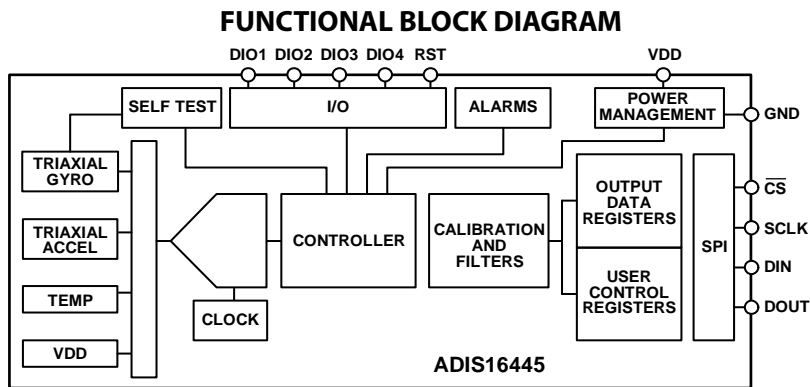 FUNCTIONAL BLOCK DIAGRAM
DIO1 DIO2 DIO3 DIO4 RST VDD
SELF TEST
I/O
ALARMS
POWER
MANAGEMENT
GND
TRIAXIAL
GYRO
TRIAXIAL
ACCEL
TEMP
VDD
CLOCK
CONTROLLER
CALIBRATION
AND
FILTERS
OUTPUT
DATA
REGISTERS
USER
CONTROL
REGISTERS
SPI
CS
SCLK
DIN
DOUT
ADIS16445